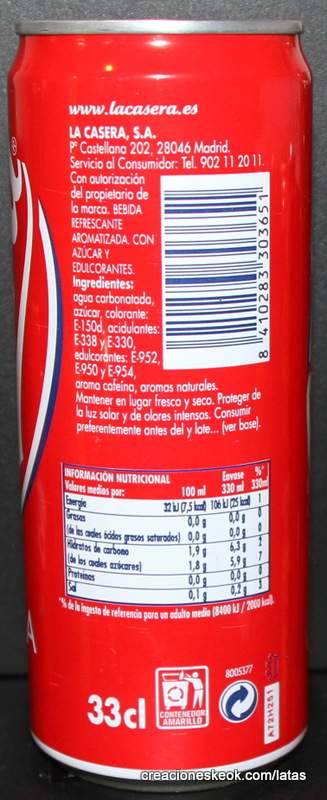 www.lacasera.es
LA CASERA, S.A.
Pº Castellana 202, 28046 Madrid.
Servicio al Consumidor: Tel. 902 11 20 11.
Con autorización
del propietario de
la marca. BEBIDA
REFRESCANTE
AROMATIZADA. CON
AZÚCAR Y
EDULCORANTES.
Ingredientes:
agua carbonatada,
azúcar, colorante:
E-150d, acidulantes:
E-338 y E-330,
edulcorantes: E-952,
E-950 y E-954,
aroma cafeína, aromas naturales.
Mantener en lugar fresco y seco. Proteger de
la luz solar y de olores intensos. Consumir
preferentemente antes del y lote... (ver base).
8 410283 303651
INFORMACIÓN NUTRICIONAL
Valores medios por: 100 ml Envase 330 ml %* 330ml
Energía 32 kJ (7,5 kcal) 106 kJ (25 kcal) 1
Grasas 0,0 g 0,0 g 0
(de las cuales ácidos grasos saturados) 0,0 g 0,0 g 0
Hidratos de carbono 1,9 g 6,3 g 2
(de los cuales azúcares) 1,8 g 5,9 g 7
Proteínas 0,0 g 0,0 g
Sal 0,1 g 0,2 g
*% de la ingesta de referencia para un adulto medio (8400 kJ / 2000 kcal).
33cl
CONTENEDOR
AMARILLO
8005377
A72H251
A
®
creacioneskeok.com/latas